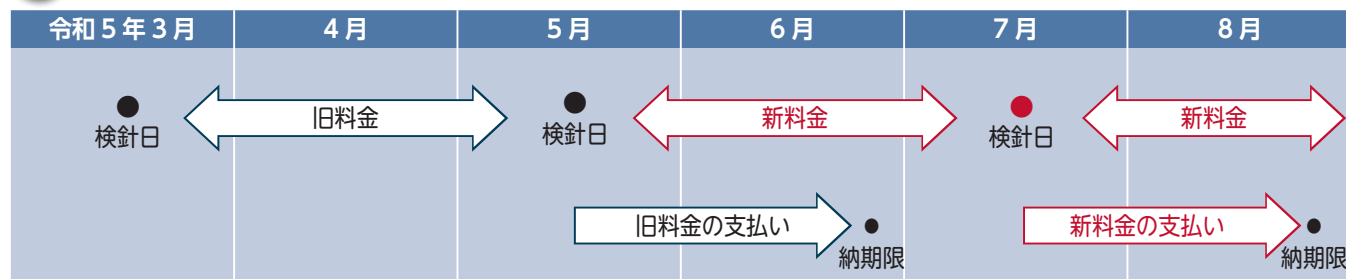 令和5年3月 4月 5月 6月 7月 8月
検針日 旧料金 検針日 新料金 検針日 新料金
旧料金の支払い 納期限 新料金の支払い 納期限